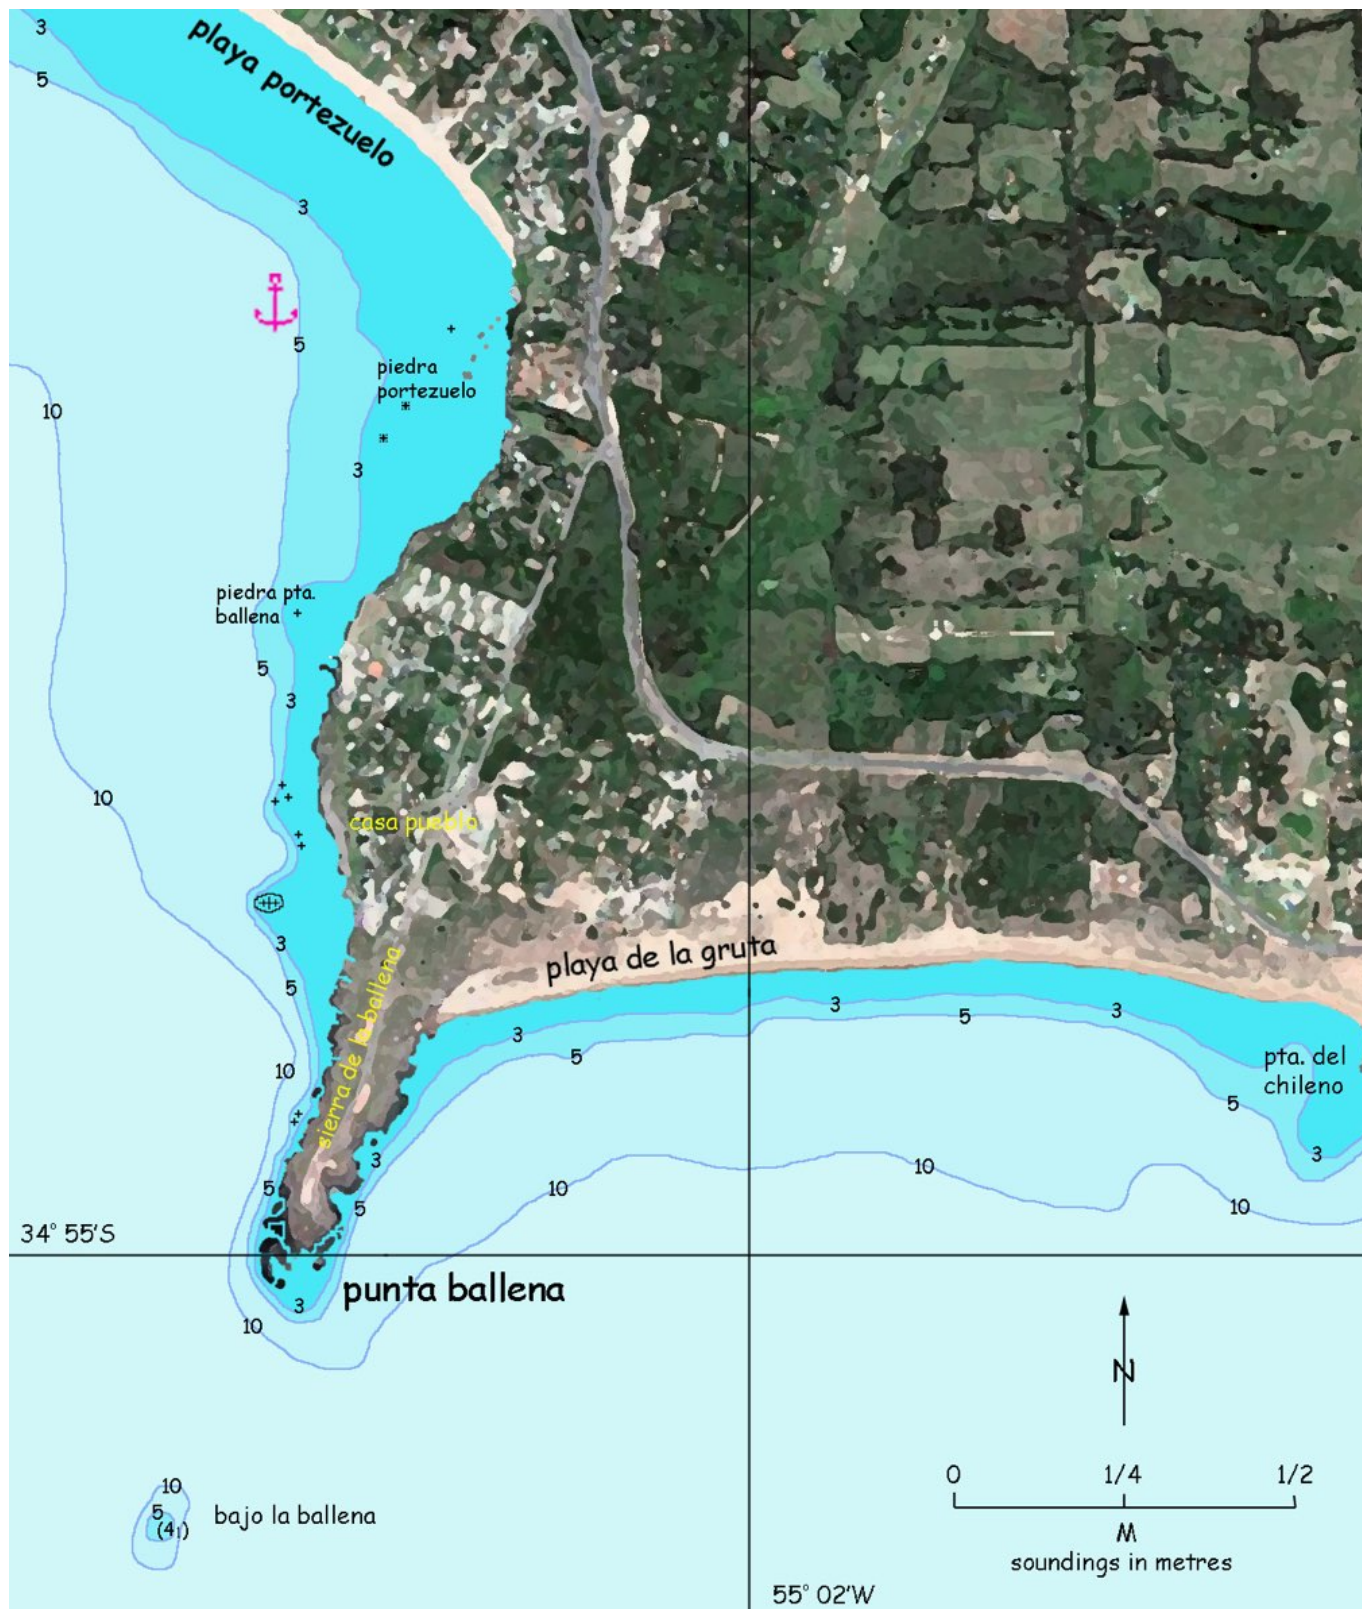 3
playa portezuelo
5
3
5
piedra
portezuelo
10
3
piedra pta.
ballena
5
3
10
casa pueblo
3
playa de la gruta
sierra de la ballena
5
3
3
5
3
5
pta. del
chileno
10
5
3
3
10
5
10
5
10
34° 55'S
punta ballena
3
10
N
0 1/4 1/2
10
5
(4₁)
bajo la ballena
M
soundings in metres
55° 02'W